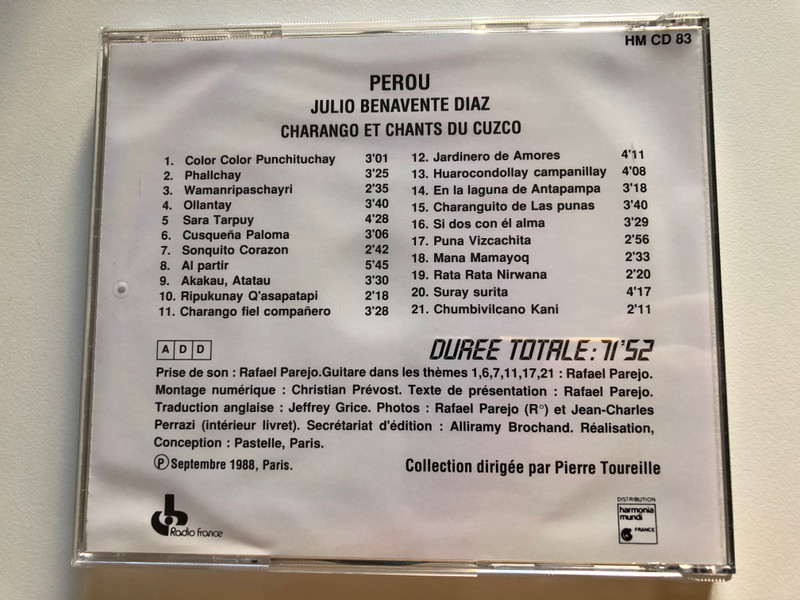 HM CD 83
PEROU
JULIO BENAVENTE DIAZ
CHARANGO ET CHANTS DU CUZCO
1. Color Color Punchituchay 3'01
2. Phallchay 3'25
3. Wamanripaschayri 2'35
4. Ollantay 3'40
5 Sara Tarpuy 4'28
6. Cusqueña Paloma 3'06
7. Sonquito Corazon 2'42
8. Al partir 5'45
9. Akakau, Atatau 3'30
10. Ripukunay Q'asapatapi 2'18
11. Charango fiel compañero 3'28
12. Jardinero de Amores 4'11
13. Huarocondollay campanillay 4'08
14. En la laguna de Antapampa 3'18
15. Charanguito de Las punas 3'40
16. Si dos con él alma 3'29
17. Puna Vizcachita 2'56
18. Mana Mamayoq 2'33
19. Rata Rata Nirwana 2'20
20. Suray surita 4'17
21. Chumbivilcano Kani 2'11
A D D
DUREE TOTALE : 71'52
Prise de son : Rafael Parejo.Guitare dans les thèmes 1,6,7,11,17,21 : Rafael Parejo.
Montage numérique : Christian Prévost. Texte de présentation : Rafael Parejo.
Traduction anglaise : Jeffrey Grice. Photos : Rafael Parejo (R°) et Jean-Charles
Perrazi (intérieur livret). Secrétariat d'édition : Alliramy Brochand. Réalisation,
Conception : Pastelle, Paris.
℗ Septembre 1988, Paris.
Collection dirigée par Pierre Toureille
Radio France
DISTRIBUTION
harmonia
mundi
FRANCE